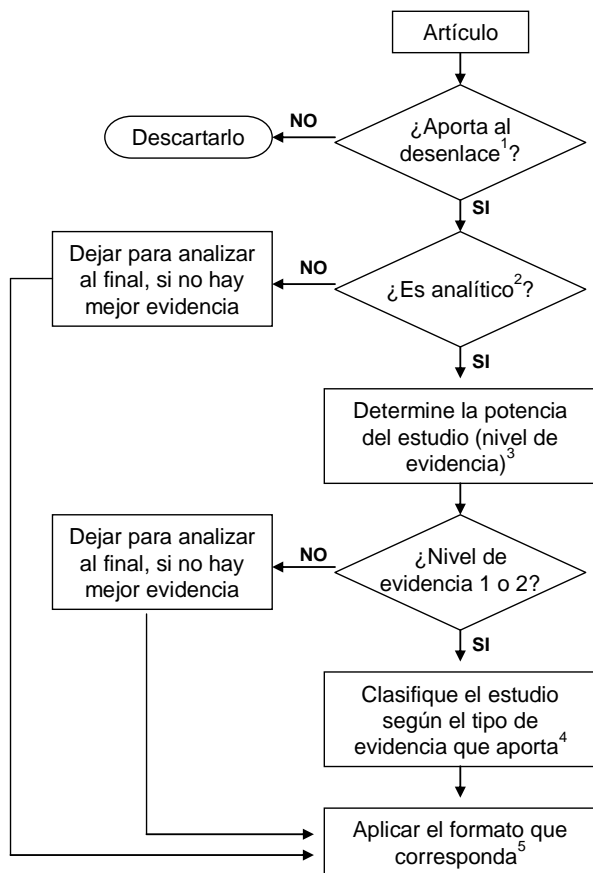 Artículo
¿Aporta al
desenlace¹?
NO
Descartarlo
SI
¿Es analítico²?
NO
Dejar para analizar
al final, si no hay
mejor evidencia
SI
Determine la potencia
del estudio (nivel de
evidencia)³
¿Nivel de
evidencia 1 o 2?
NO
Dejar para analizar
al final, si no hay
mejor evidencia
SI
Clasifique el estudio
según el tipo de
evidencia que aporta⁴
Aplicar el formato que
corresponda⁵